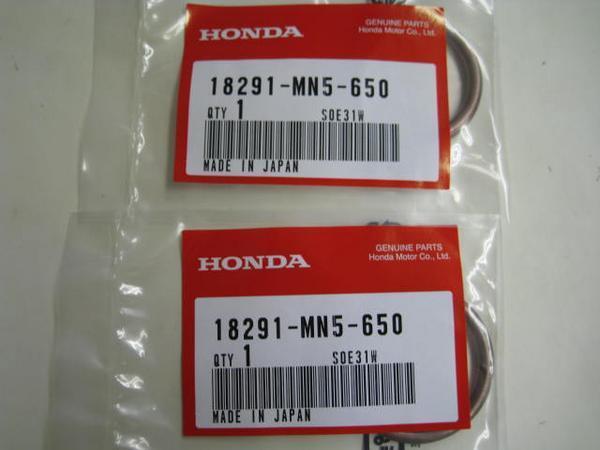 HONDA
GENUINE PARTS
Honda Motor Co., Ltd.
18291-MN5-650
QTY 1 SOE31W
MADE IN JAPAN
HONDA
GENUINE PARTS
Honda Motor Co., Ltd.
18291-MN5-650
QTY 1 SOE31W
MADE IN JAPAN